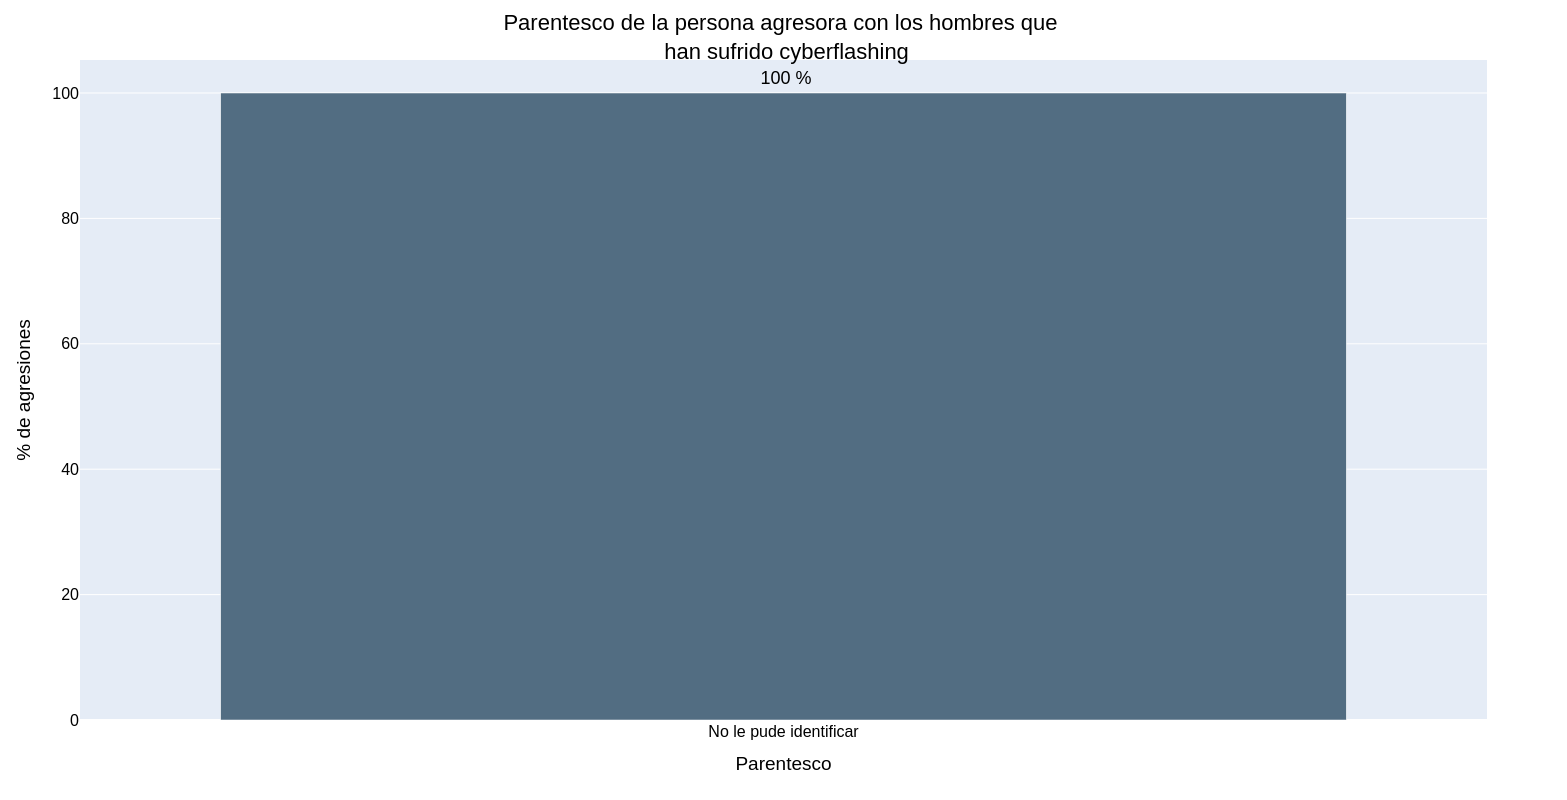 Parentesco de la persona agresora con los hombres que
han sufrido cyberflashing
100 %
100
80
60
40
20
0
% de agresiones
No le pude identificar
Parentesco